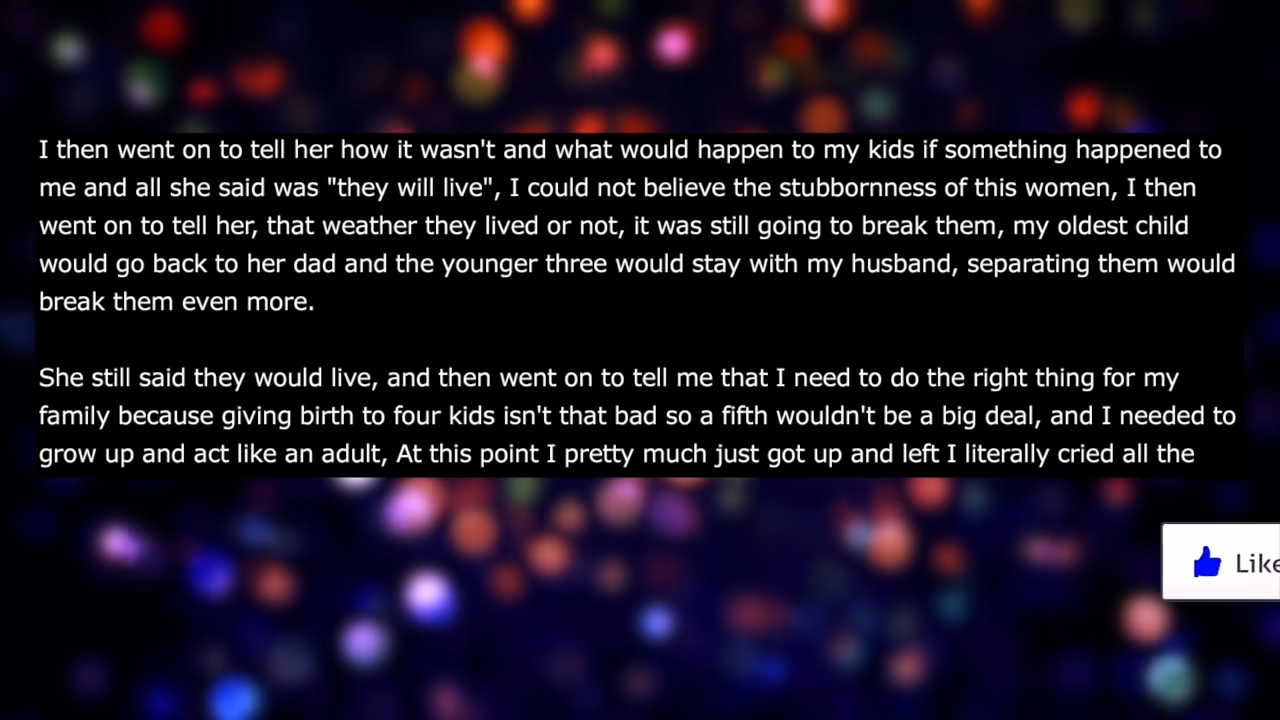 I then went on to tell her how it wasn't and what would happen to my kids if something happened to
me and all she said was "they will live", I could not believe the stubbornness of this women, I then
went on to tell her, that weather they lived or not, it was still going to break them, my oldest child
would go back to her dad and the younger three would stay with my husband, separating them would
break them even more.
She still said they would live, and then went on to tell me that I need to do the right thing for my
family because giving birth to four kids isn't that bad so a fifth wouldn't be a big deal, and I needed to
grow up and act like an adult, At this point I pretty much just got up and left I literally cried all the
Like